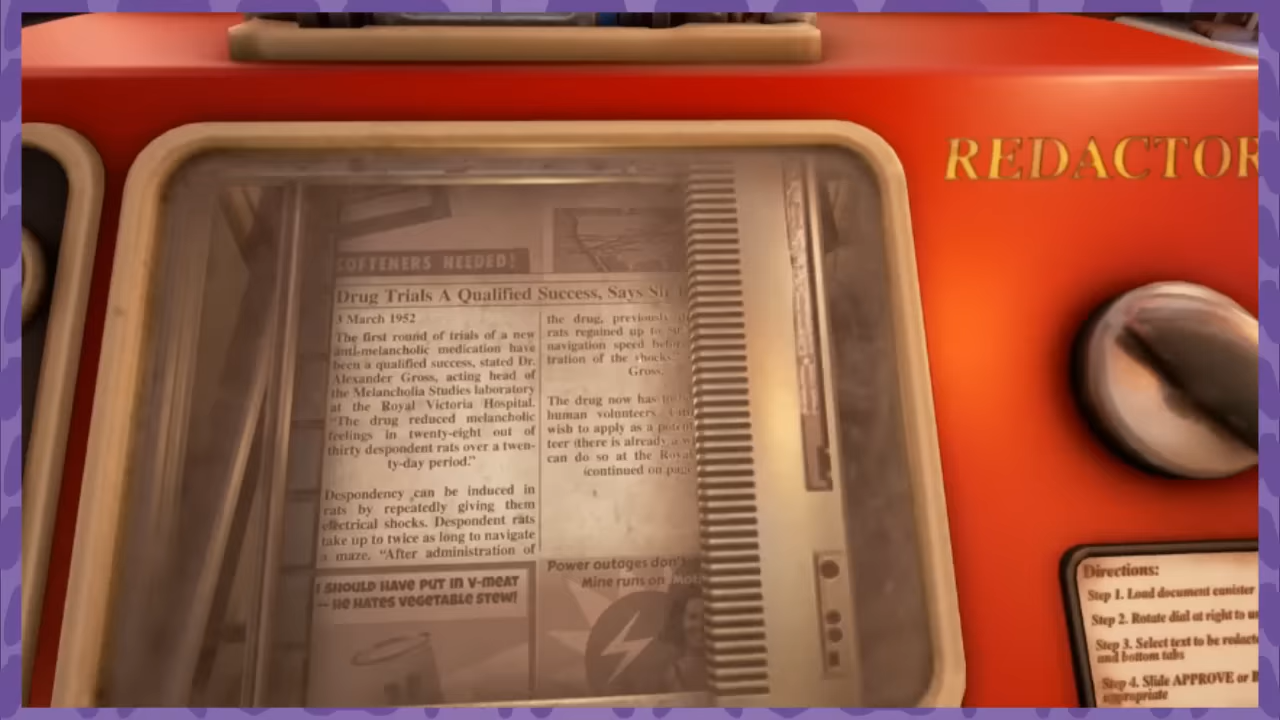 REDACTOR
SOFTENERS NEEDED!
Drug Trials A Qualified Success, Says
3 March 1952
The first round of trials of a new
anti-melancholic medication have
been a qualified success, stated Dr.
Alexander Gross, acting head of
the Melancholia Studies laboratory
at the Royal Victoria Hospital.
"The drug reduced melancholic
feelings in twenty-eight out of
thirty despondent rats over a twen-
ty-day period."
Despondency can be induced in
rats by repeatedly giving them
electrical shocks. Despondent rats
take up to twice as long to navigate
a maze. "After administration of
the drug, previously
rats regained up to
navigation speed
tration of the shocks."
Gross.
The drug now has
human volunteers.
wish to apply as a
teer (there is already a
can do so at the Royal
(continued on page
I SHOULD HAVE PUT IN V-MEAT
– HE HATES VEGETABLE STEW!
Power outages don't
Mine runs on
Directions:
Step 1. Load document canister
Step 2. Rotate dial at right to
Step 3. Select text to be
and bottom tabs
Step 4. Slide APPROVE or
appropriate